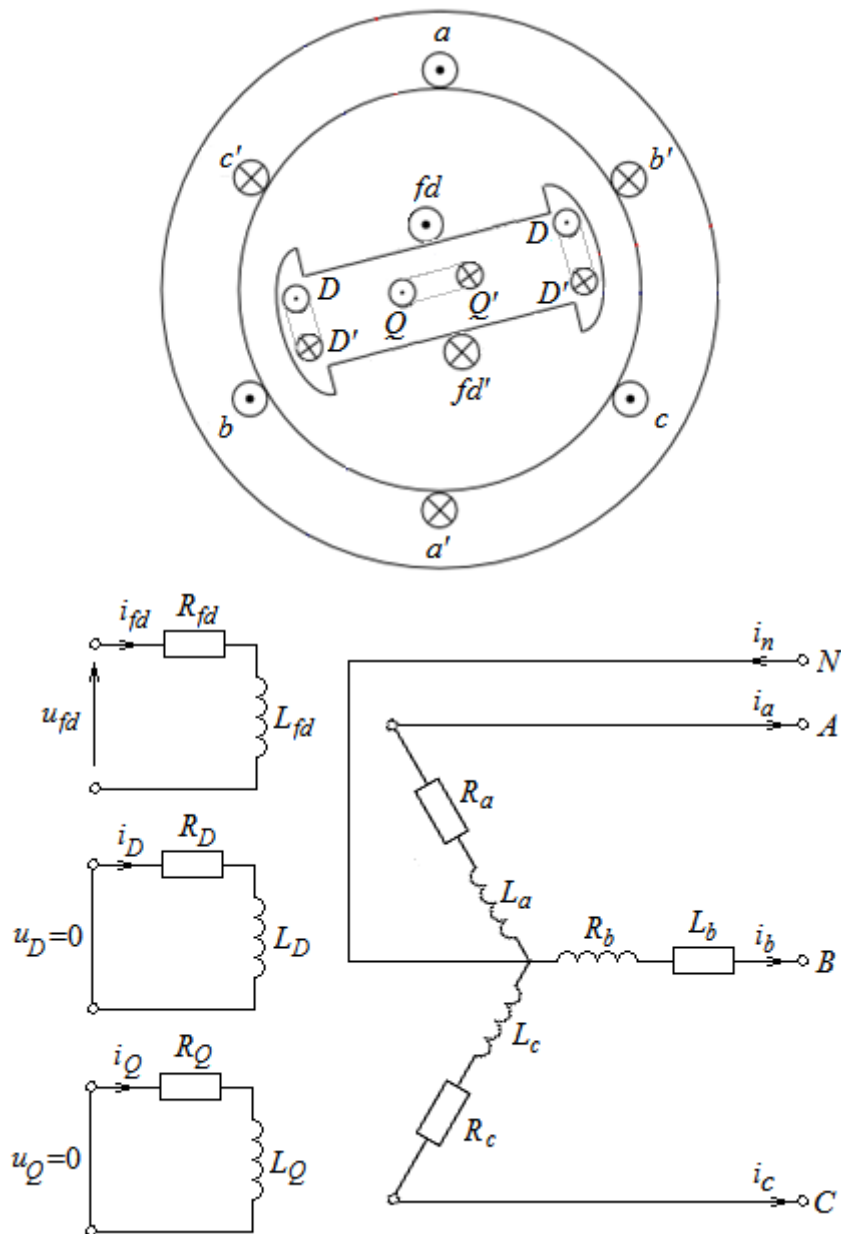 a
c' b'
fd
D D
Q Q'
D' D'
fd'
b c
a'
i_fd R_fd
u_fd L_fd
i_D R_D
u_D=0 L_D
i_Q R_Q
u_Q=0 L_Q
i_n N
i_a A
R_a
L_a
R_b L_b i_b B
L_c
R_c
i_c C